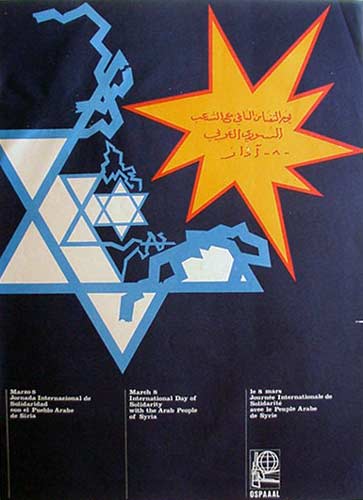 يوم التضامن العالمي مع الشعب
السوري العربي
-٨- آذار
Marzo 8
Jornada Internacional de
Solidaridad
con el Pueblo Arabe
de Siria
March 8
International Day of
Solidarity
with the Arab People
of Syria
le 8 mars
Journée Internationale de
Solidarité
avec le Peuple Arabe
de Syrie
OSPAAAL